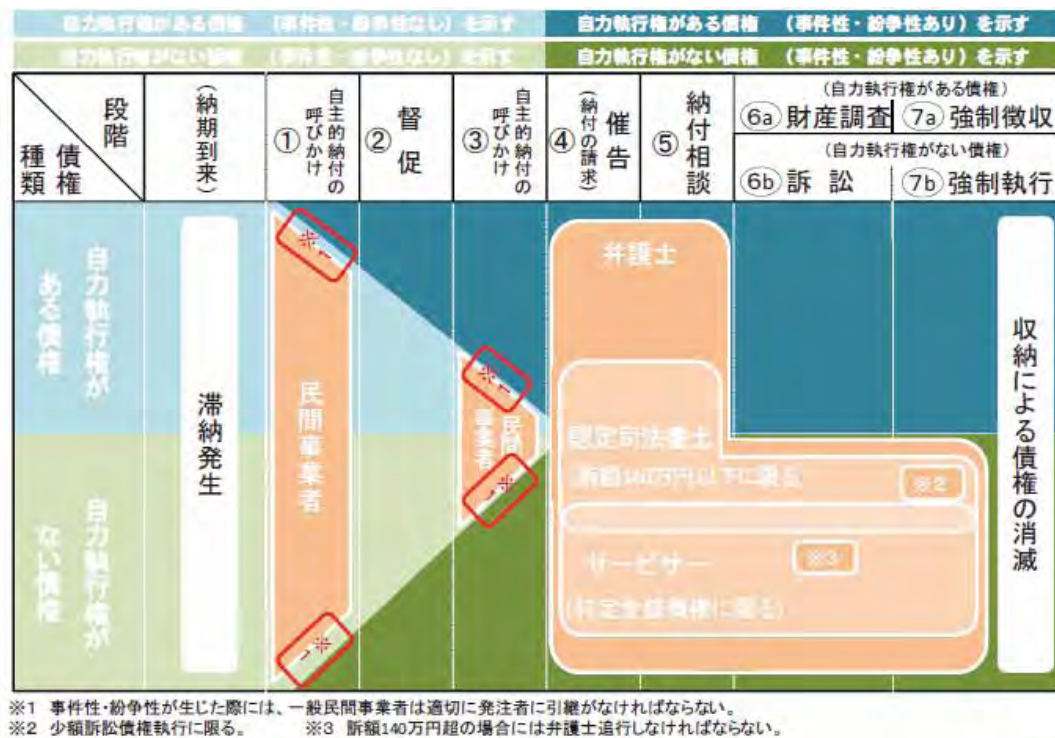 自力執行権がある債権 （事件性・紛争性なし）を示す 自力執行権がある債権 （事件性・紛争性あり）を示す
自力執行権がない債権 （事件性・紛争性なし）を示す 自力執行権がない債権 （事件性・紛争性あり）を示す
段階
債権種類
（納期到来）
①自主的納付の呼びかけ
②督促
③自主的納付の呼びかけ
④催告（納付の請求）
⑤納付相談
（自力執行権がある債権）
6a 財産調査 7a 強制徴収
（自力執行権がない債権）
6b 訴訟 7b 強制執行
自力執行権がある債権
自力執行権がない債権
滞納発生
※1
民間事業者
※1
※1
民間事業者
※1
弁護士
認定司法書士
訴額140万円以下に限る
※2
サービサー
※3
(特定金銭債権に限る)
収納による債権の消滅
※1 事件性・紛争性が生じた際には、一般民間事業者は適切に発注者に引継がなければならない。
※2 少額訴訟債権執行に限る。 ※3 訴額140万円超の場合には弁護士追行しなければならない。